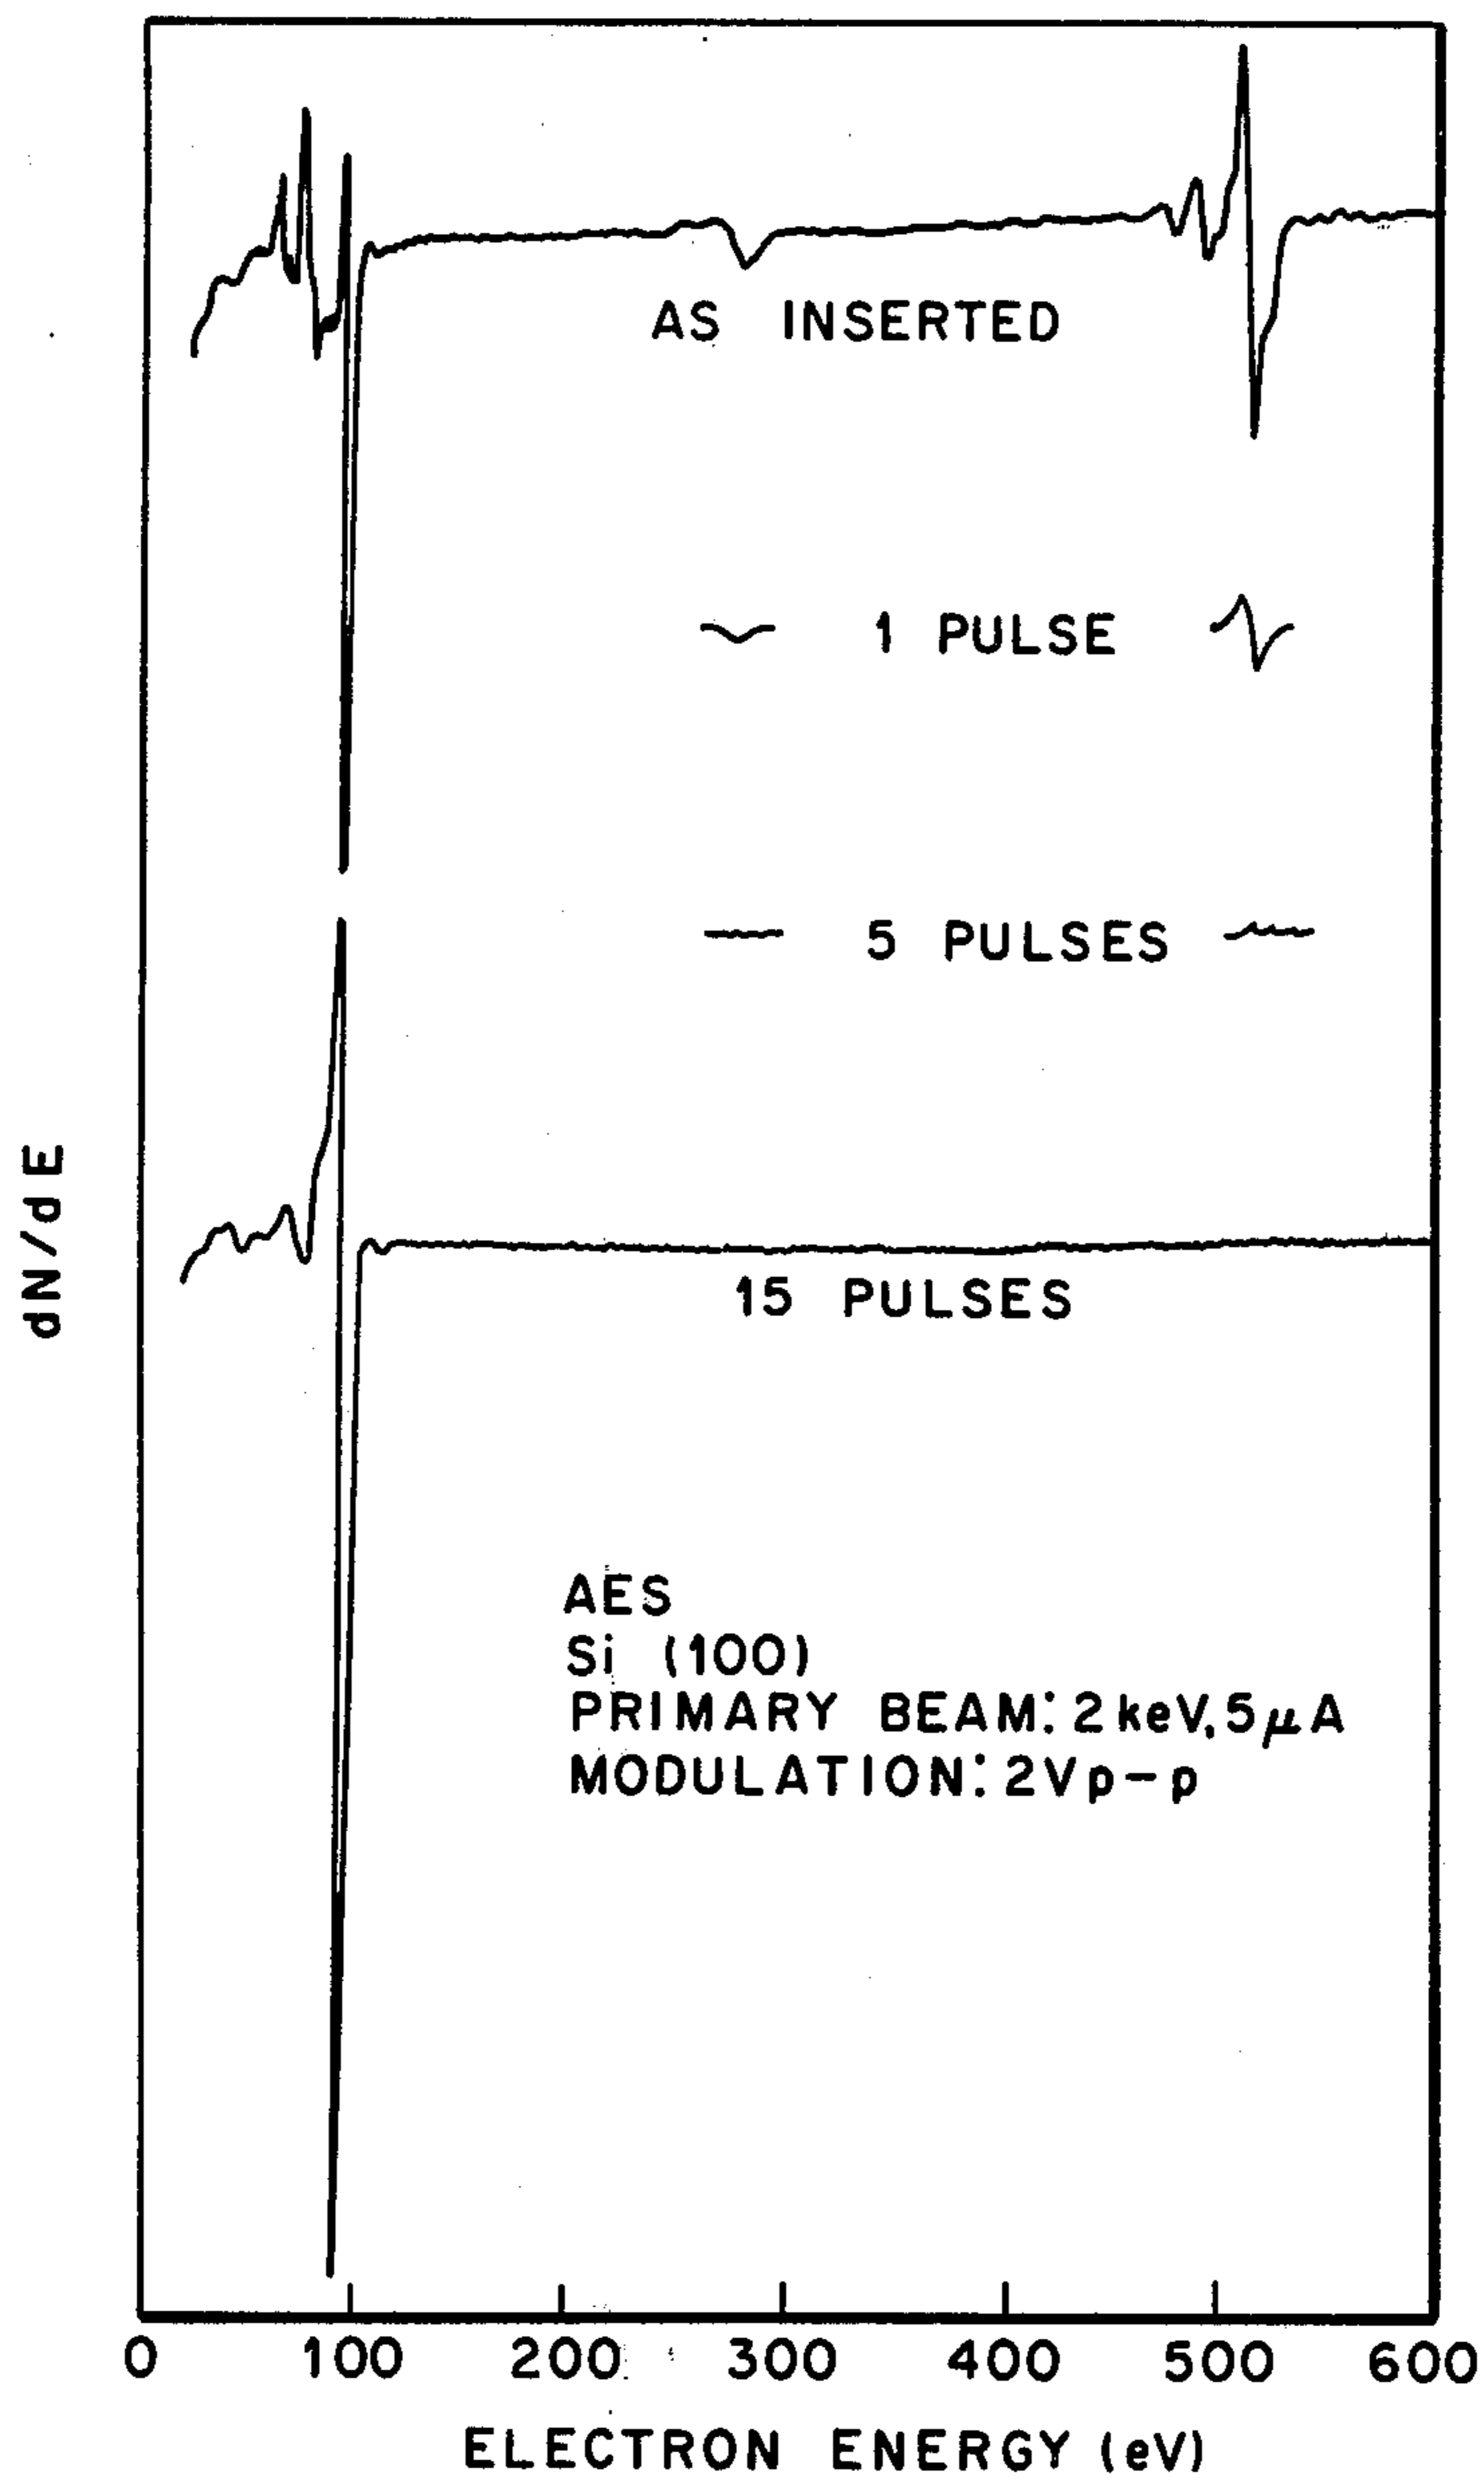 AS INSERTED
1 PULSE
5 PULSES
dN/dE
15 PULSES
AES
Si (100)
PRIMARY BEAM: 2 keV, 5 μA
MODULATION: 2Vp-p
0 100 200 300 400 500 600
ELECTRON ENERGY (eV)